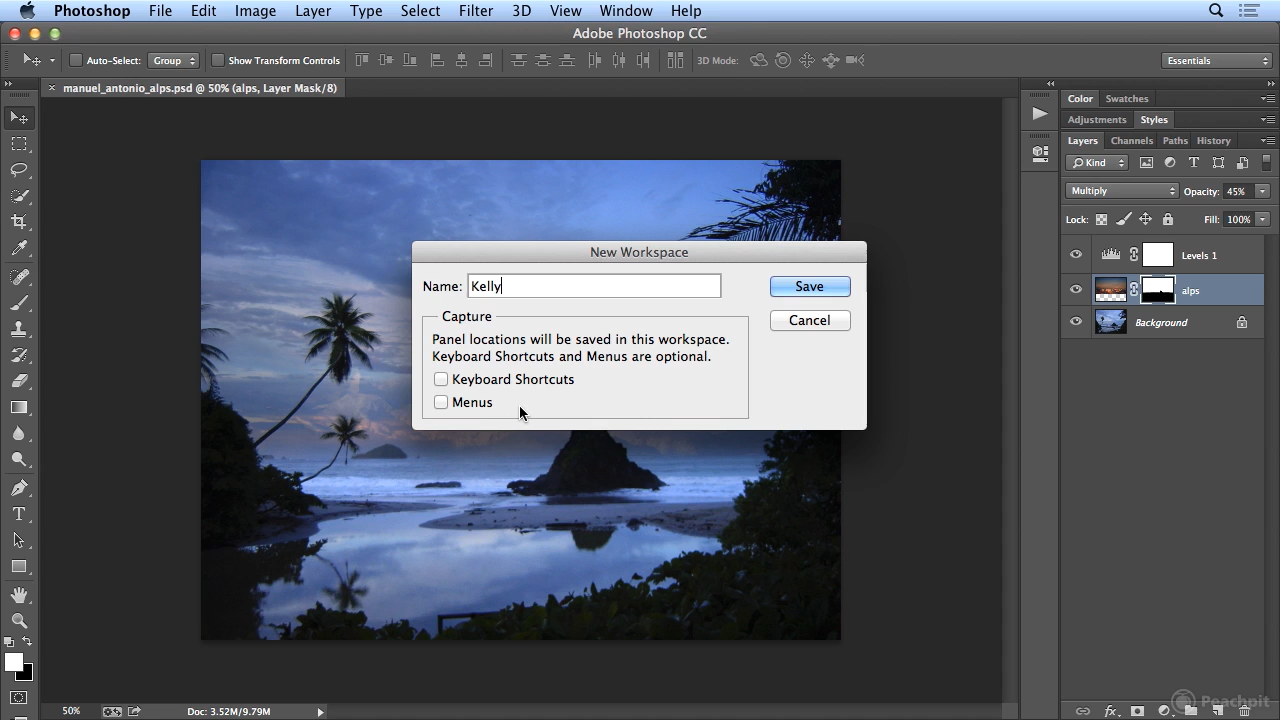 Photoshop File Edit Image Layer Type Select Filter 3D View Window Help
Adobe Photoshop CC
Auto-Select: Group Show Transform Controls 3D Mode: Essentials
× manuel_antonio_alps.psd @ 50% (alps, Layer Mask/8)
Color Swatches
Adjustments Styles
Layers Channels Paths History
Kind T
Multiply Opacity: 45%
Lock: Fill: 100%
Levels 1
alps
Background
New Workspace
Name: Kelly Save
Cancel
Capture
Panel locations will be saved in this workspace.
Keyboard Shortcuts and Menus are optional.
Keyboard Shortcuts
Menus
T
50% Doc: 3.52M/9.79M
fx
Peachpit